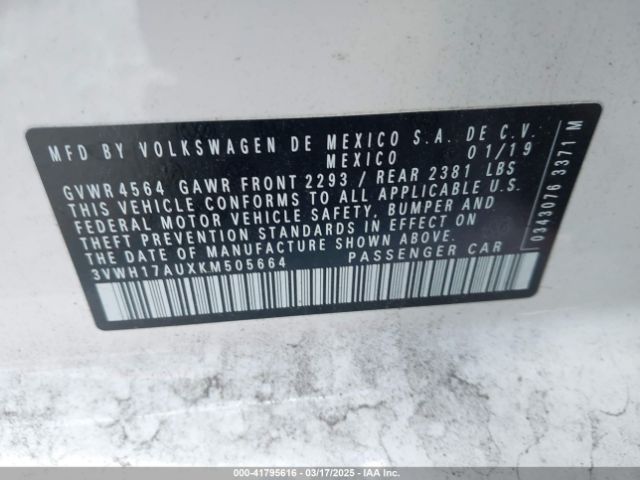 MFD BY VOLKSWAGEN DE MEXICO S.A. DE C.V.
MEXICO 01/19
GVWR4564 GAWR FRONT 2293 / REAR 2381 LBS
THIS VEHICLE CONFORMS TO ALL APPLICABLE U.S.
FEDERAL MOTOR VEHICLE SAFETY, BUMPER AND
THEFT PREVENTION STANDARDS IN EFFECT ON
THE DATE OF MANUFACTURE SHOWN ABOVE.
3VWH17AUXKM505664 PASSENGER CAR
0343076 3371 M
000-41795616 - 03/17/2025 - IAA Inc.